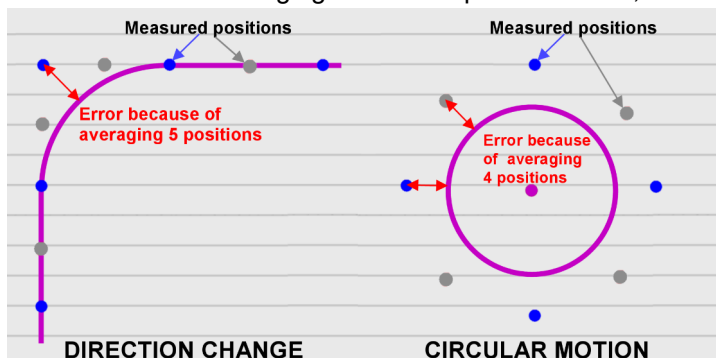 Measured positions
Error because of
averaging 5 positions
DIRECTION CHANGE
Measured positions
Error because
of averaging
4 positions
CIRCULAR MOTION